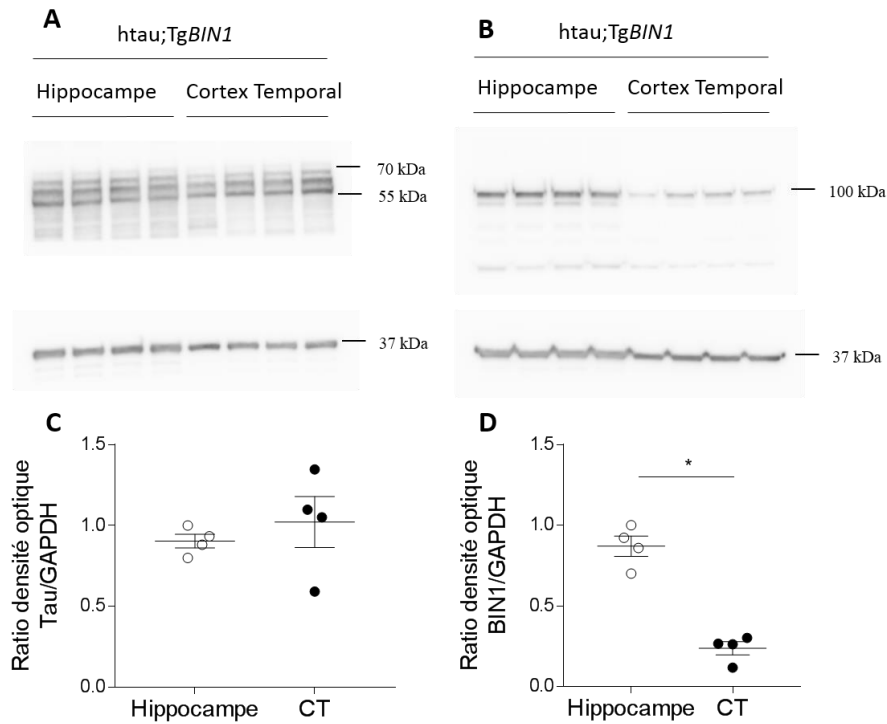 A
htau;TgBIN1
Hippocampe
Cortex Temporal
70 kDa
55 kDa
37 kDa
B
htau;TgBIN1
Hippocampe
Cortex Temporal
100 kDa
37 kDa
C
Ratio densité optique
Tau/GAPDH
1.5
1.0
0.5
0.0
Hippocampe
CT
D
Ratio densité optique
BIN1/GAPDH
1.5
1.0
0.5
0.0
*
Hippocampe
CT